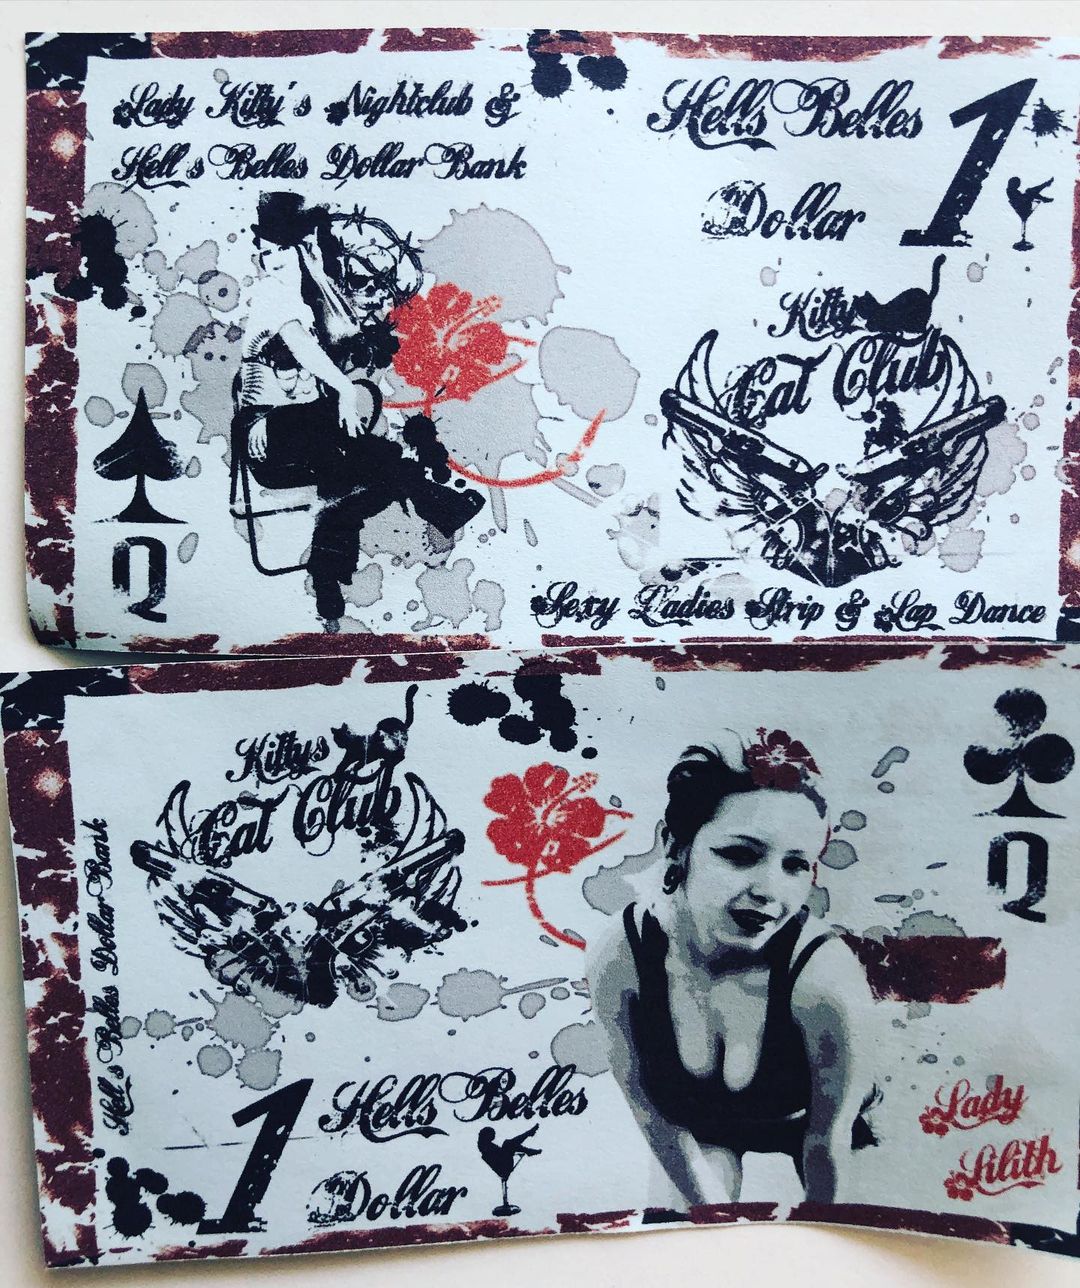 Lady Kitty's Nightclub &
Hell's Belles Dollar Bank
Hells Belles 1
Dollar
Kitty
Cat Club
Q
Sexy Ladies Strip & Lap Dance
Kittys
Cat Club
Q
Hell's Belles Dollar Bank
1 Hells Belles
Dollar
Lady
Lilith